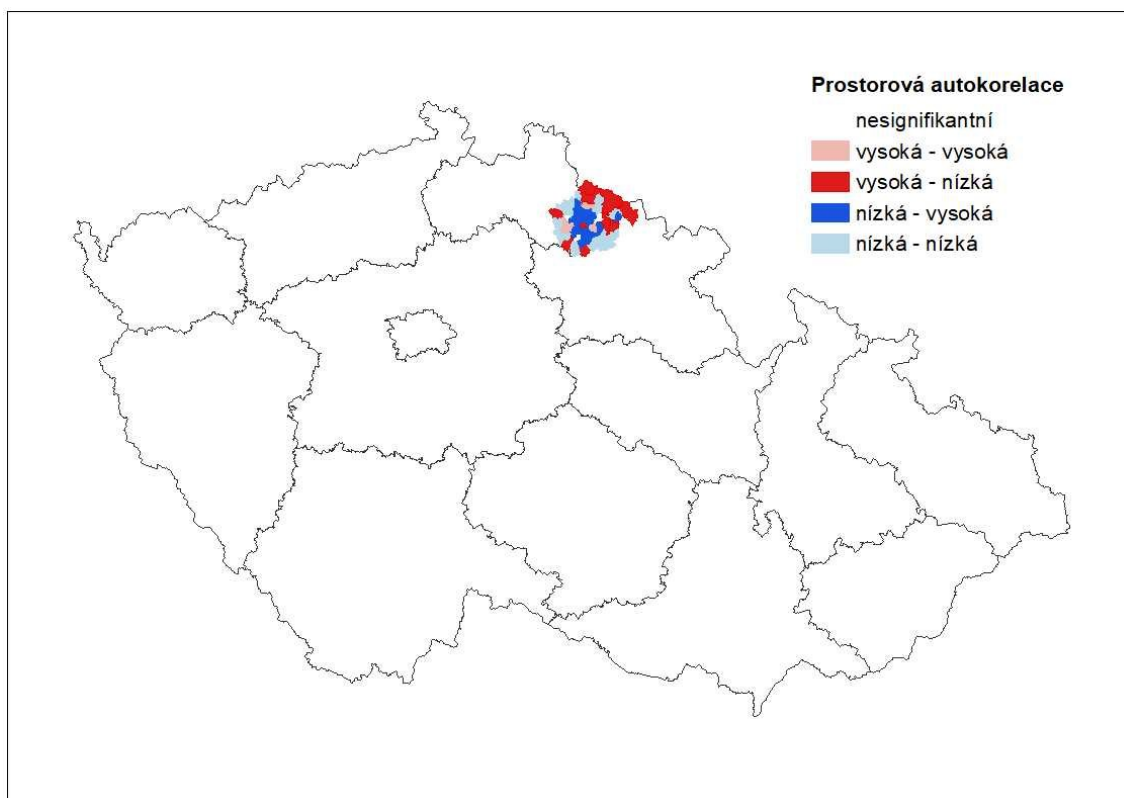 Prostorová autokorelace
nesignifikantní
vysoká - vysoká
vysoká - nízká
nízká - vysoká
nízká - nízká